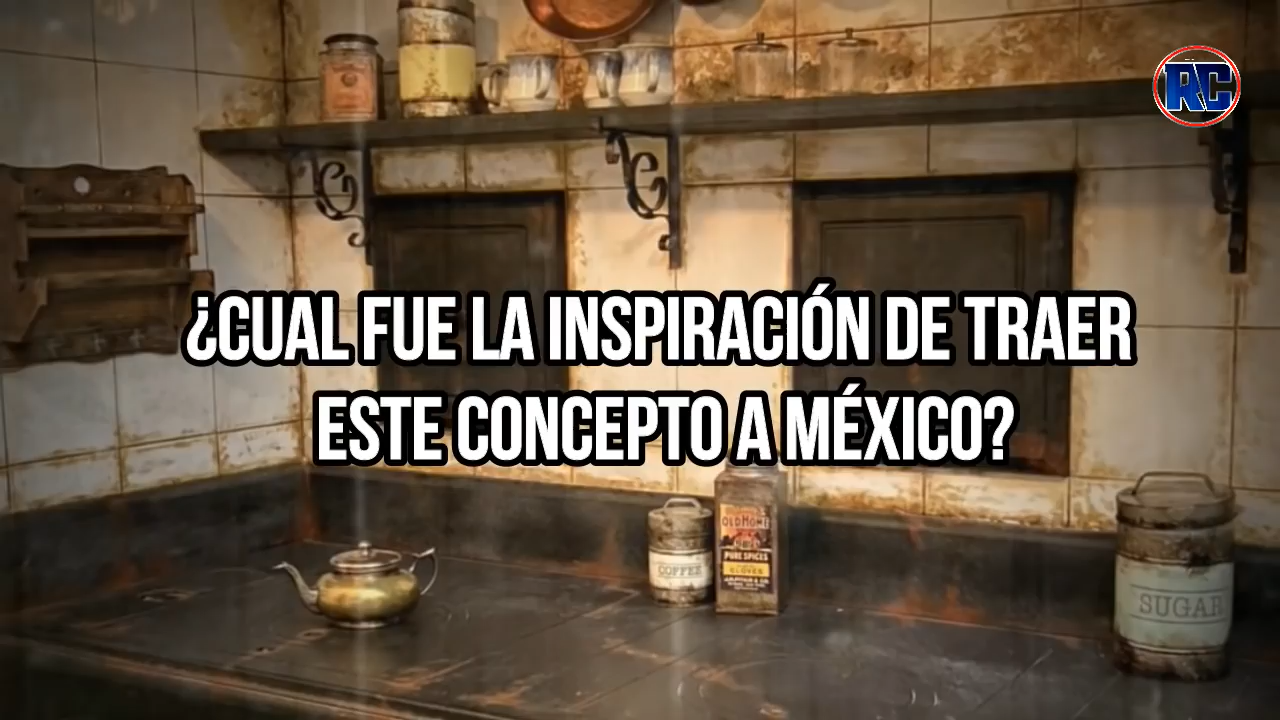 RC
¿CUAL FUE LA INSPIRACIÓN DE TRAER
ESTE CONCEPTO A MÉXICO?
OLD HOME
PURE SPICES
CLOVES
COFFEE
SUGAR